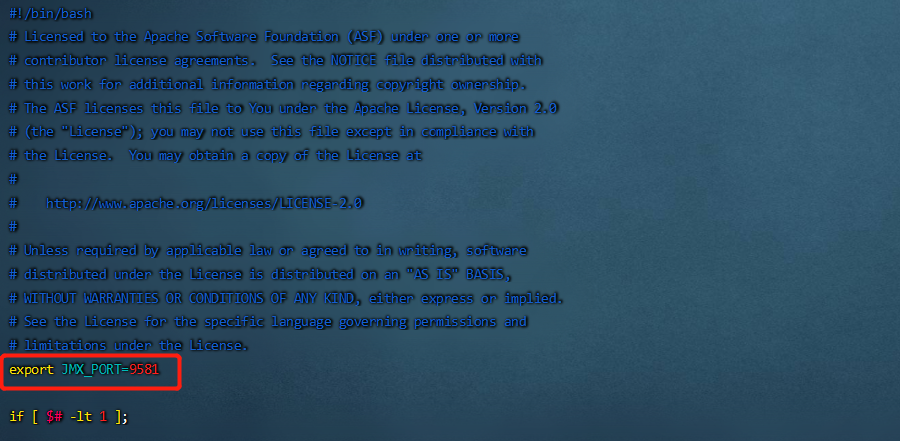 #!/bin/bash
# Licensed to the Apache Software Foundation (ASF) under one or more
# contributor license agreements.  See the NOTICE file distributed with
# this work for additional information regarding copyright ownership.
# The ASF licenses this file to You under the Apache License, Version 2.0
# (the "License"); you may not use this file except in compliance with
# the License.  You may obtain a copy of the License at
#
#    http://www.apache.org/licenses/LICENSE-2.0
#
# Unless required by applicable law or agreed to in writing, software
# distributed under the License is distributed on an "AS IS" BASIS,
# WITHOUT WARRANTIES OR CONDITIONS OF ANY KIND, either express or implied.
# See the License for the specific language governing permissions and
# limitations under the License.
export JMX_PORT=9581
if [ $# -lt 1 ];